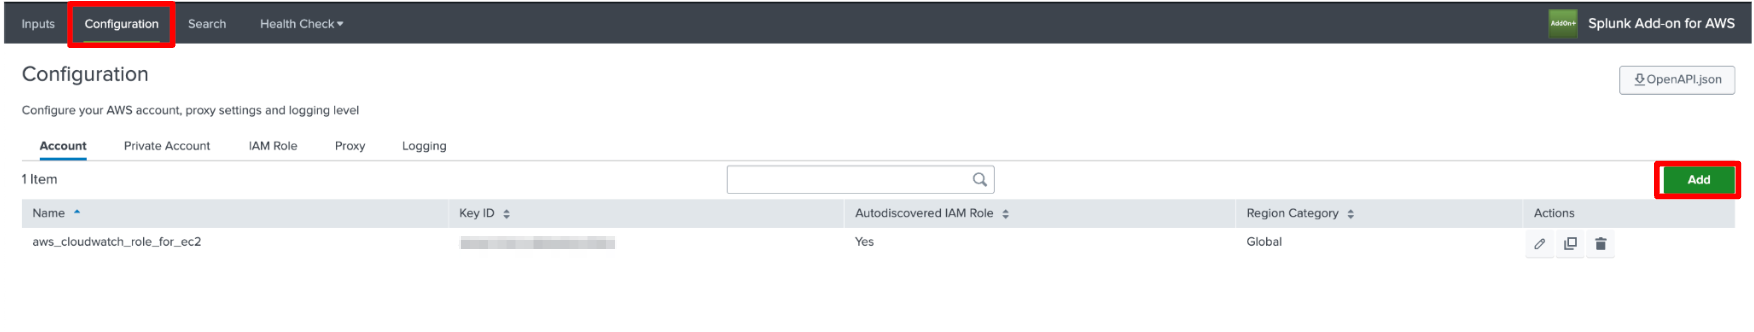 Inputs Configuration Search Health Check AddOn+ Splunk Add-on for AWS
Configuration
OpenAPI.json
Configure your AWS account, proxy settings and logging level
Account Private Account IAM Role Proxy Logging
1 Item Add
Name Key ID Autodiscovered IAM Role Region Category Actions
aws_cloudwatch_role_for_ec2 Yes Global